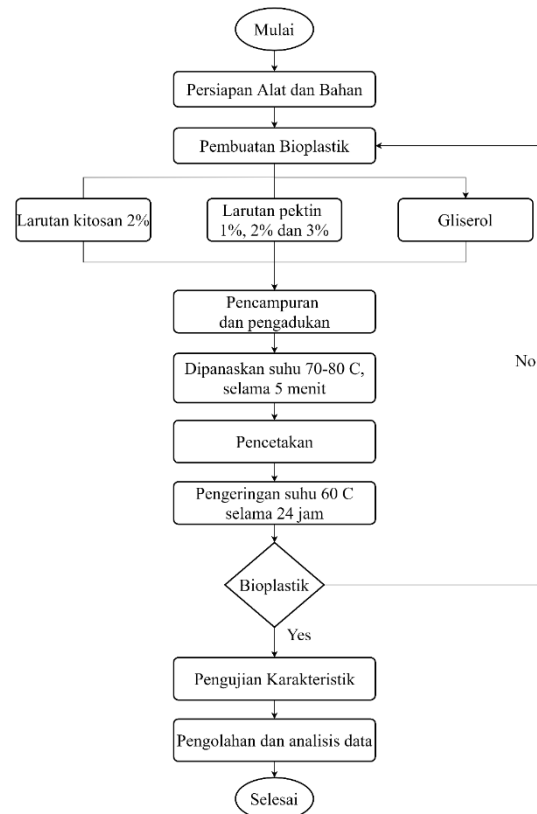 Mulai
Persiapan Alat dan Bahan
Pembuatan Bioplastik
Larutan kitosan 2%
Larutan pektin
1%, 2% dan 3%
Gliserol
Pencampuran
dan pengadukan
Dipanaskan suhu 70-80 C,
selama 5 menit
No
Pencetakan
Pengeringan suhu 60 C
selama 24 jam
Bioplastik
Yes
Pengujian Karakteristik
Pengolahan dan analisis data
Selesai